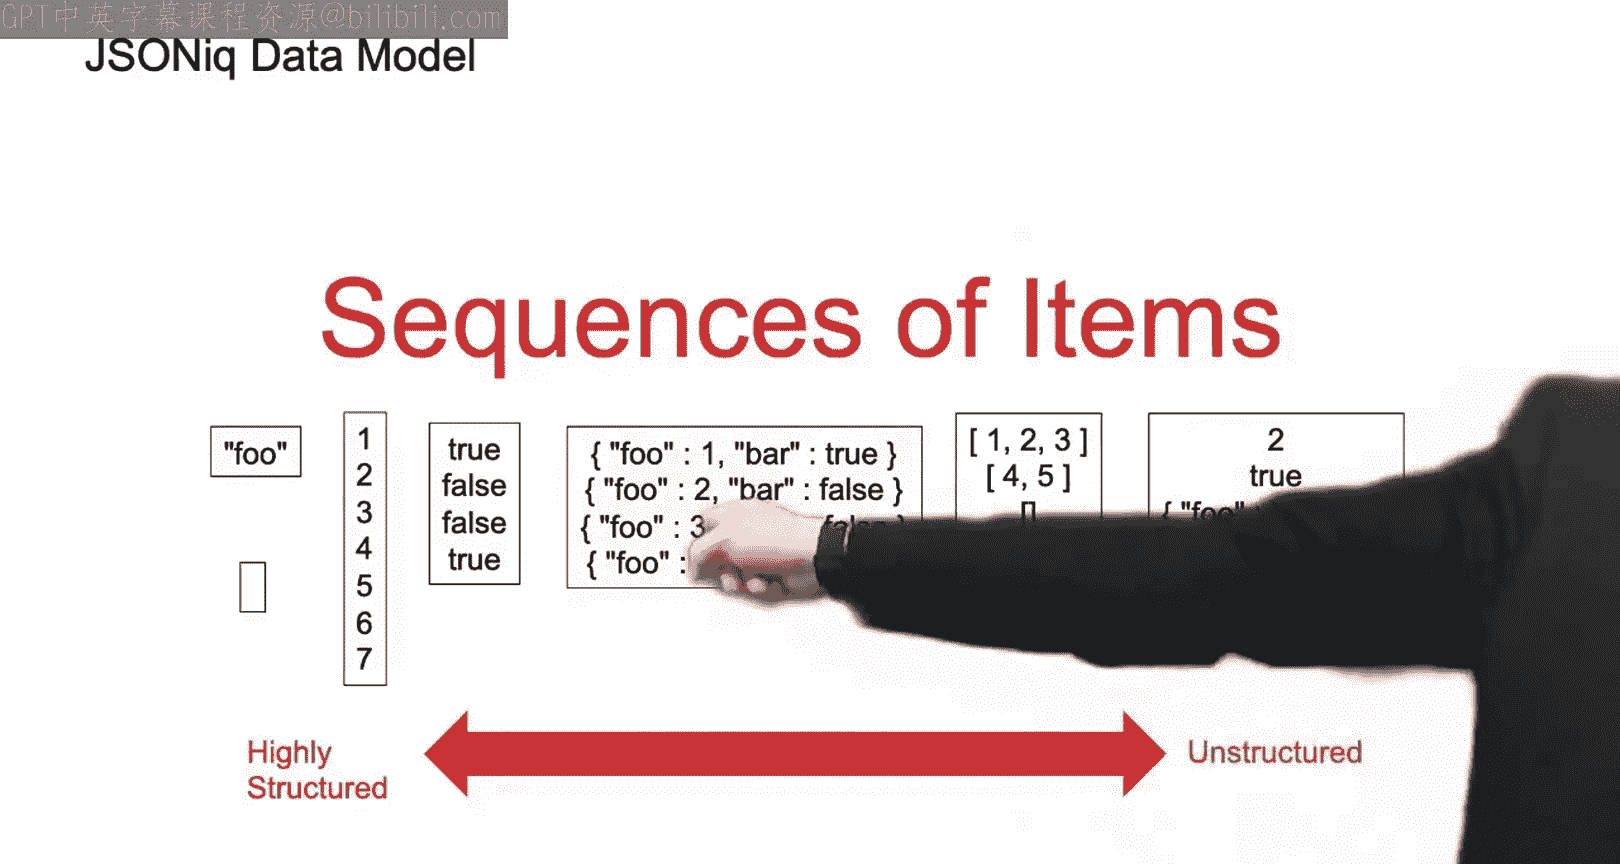 GPT中英字幕课程资源@bilibili.com
JSONiq Data Model
Sequences of Items
"foo"
1
2
3
4
5
6
7
true
false
false
true
{ "foo" : 1, "bar" : true }
{ "foo" : 2, "bar" : false }
{ "foo" : 3 false }
{ "foo" :
[ 1, 2, 3 ]
[ 4, 5 ]
[]
2
true
{ "foo"
Highly
Structured
Unstructured